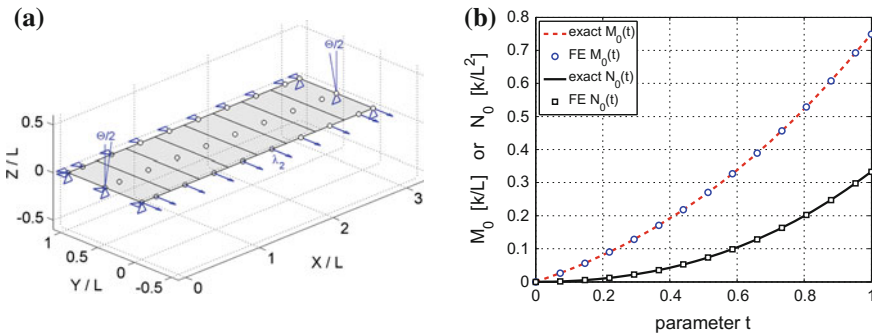 (a)
Θ/2
Θ/2
λ₂
Z / L
0.5
0
-0.5
Y / L
1
0.5
0
-0.5
X / L
0
1
2
3
(b)
M₀ [k/L] or N₀ [k/L²]
0.8
0.7
0.6
0.5
0.4
0.3
0.2
0.1
0
exact M₀(t)
FE M₀(t)
exact N₀(t)
FE N₀(t)
0 0.2 0.4 0.6 0.8 1
parameter t